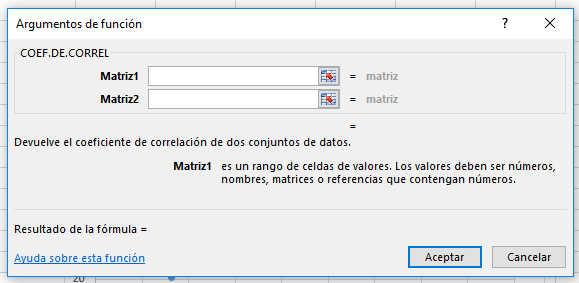 Argumentos de función
?
COEF.DE.CORREL
Matriz1 = matriz
Matriz2 = matriz
=
Devuelve el coeficiente de correlación de dos conjuntos de datos.
Matriz1 es un rango de celdas de valores. Los valores deben ser números,
nombres, matrices o referencias que contengan números.
Resultado de la fórmula =
Ayuda sobre esta función
Aceptar
Cancelar
20